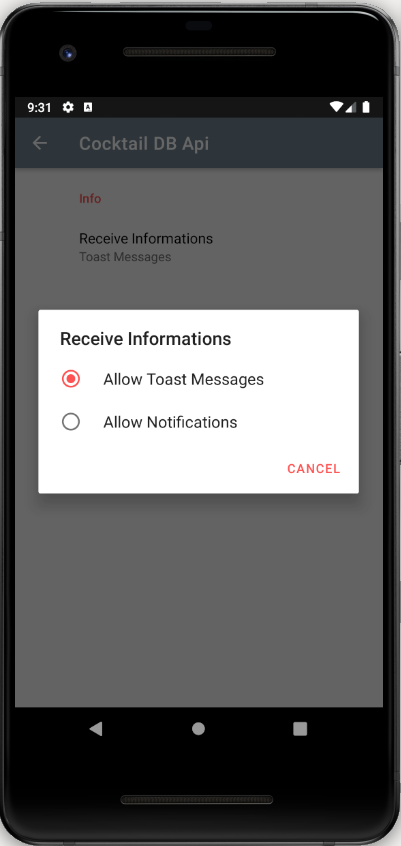 9:31
Cocktail DB Api
Info
Receive Informations
Toast Messages
Receive Informations
Allow Toast Messages
Allow Notifications
CANCEL